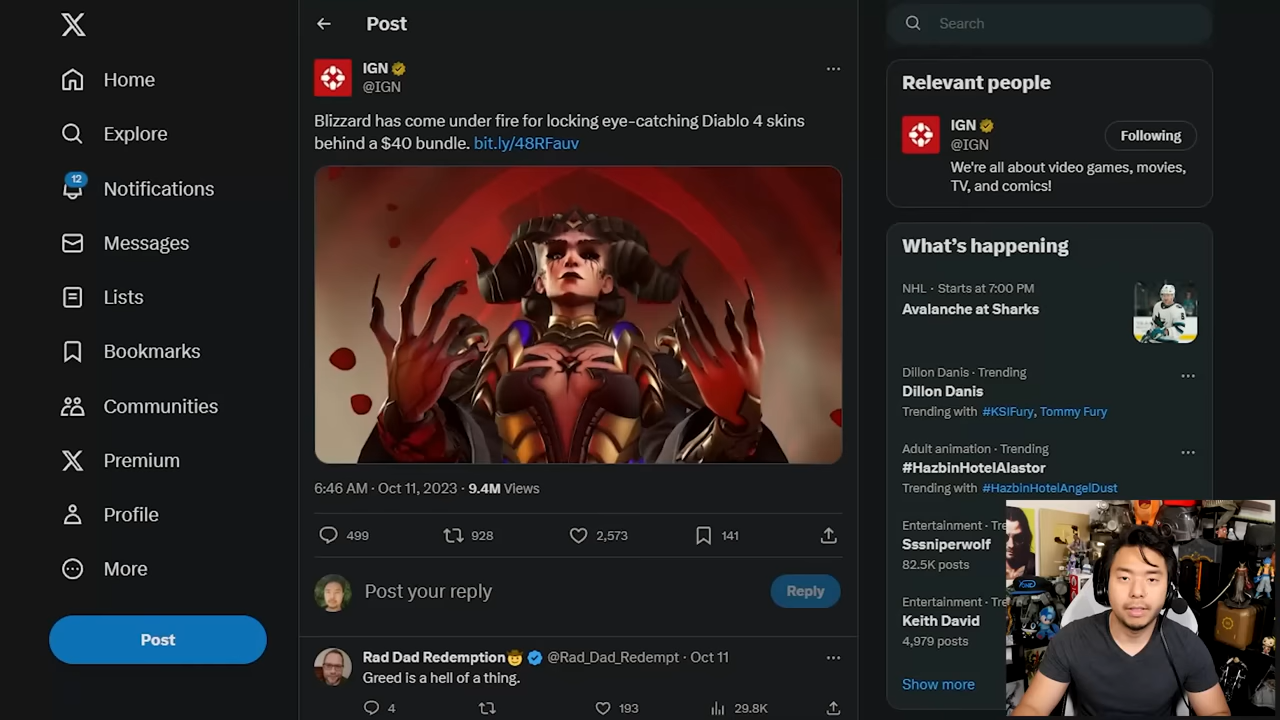 Home
Explore
12
Notifications
Messages
Lists
Bookmarks
Communities
Premium
Profile
More
Post
Post
IGN
@IGN
Blizzard has come under fire for locking eye-catching Diablo 4 skins
behind a $40 bundle. bit.ly/48RFauv
6:46 AM · Oct 11, 2023 · 9.4M Views
499 928 2,573 141
Post your reply
Reply
Rad Dad Redemption🤠 @Rad_Dad_Redempt · Oct 11
Greed is a hell of a thing.
4 193 29.8K
Search
Relevant people
IGN
@IGN
Following
We're all about video games, movies,
TV, and comics!
What's happening
NHL · Starts at 7:00 PM
Avalanche at Sharks
Dillon Danis · Trending
Dillon Danis
Trending with #KSIFury, Tommy Fury
Adult animation · Trending
#HazbinHotelAlastor
Trending with #HazbinHotelAngelDust
Entertainment · Tre
Sssniperwolf
82.5K posts
Entertainment · Tre
Keith David
4,979 posts
Show more